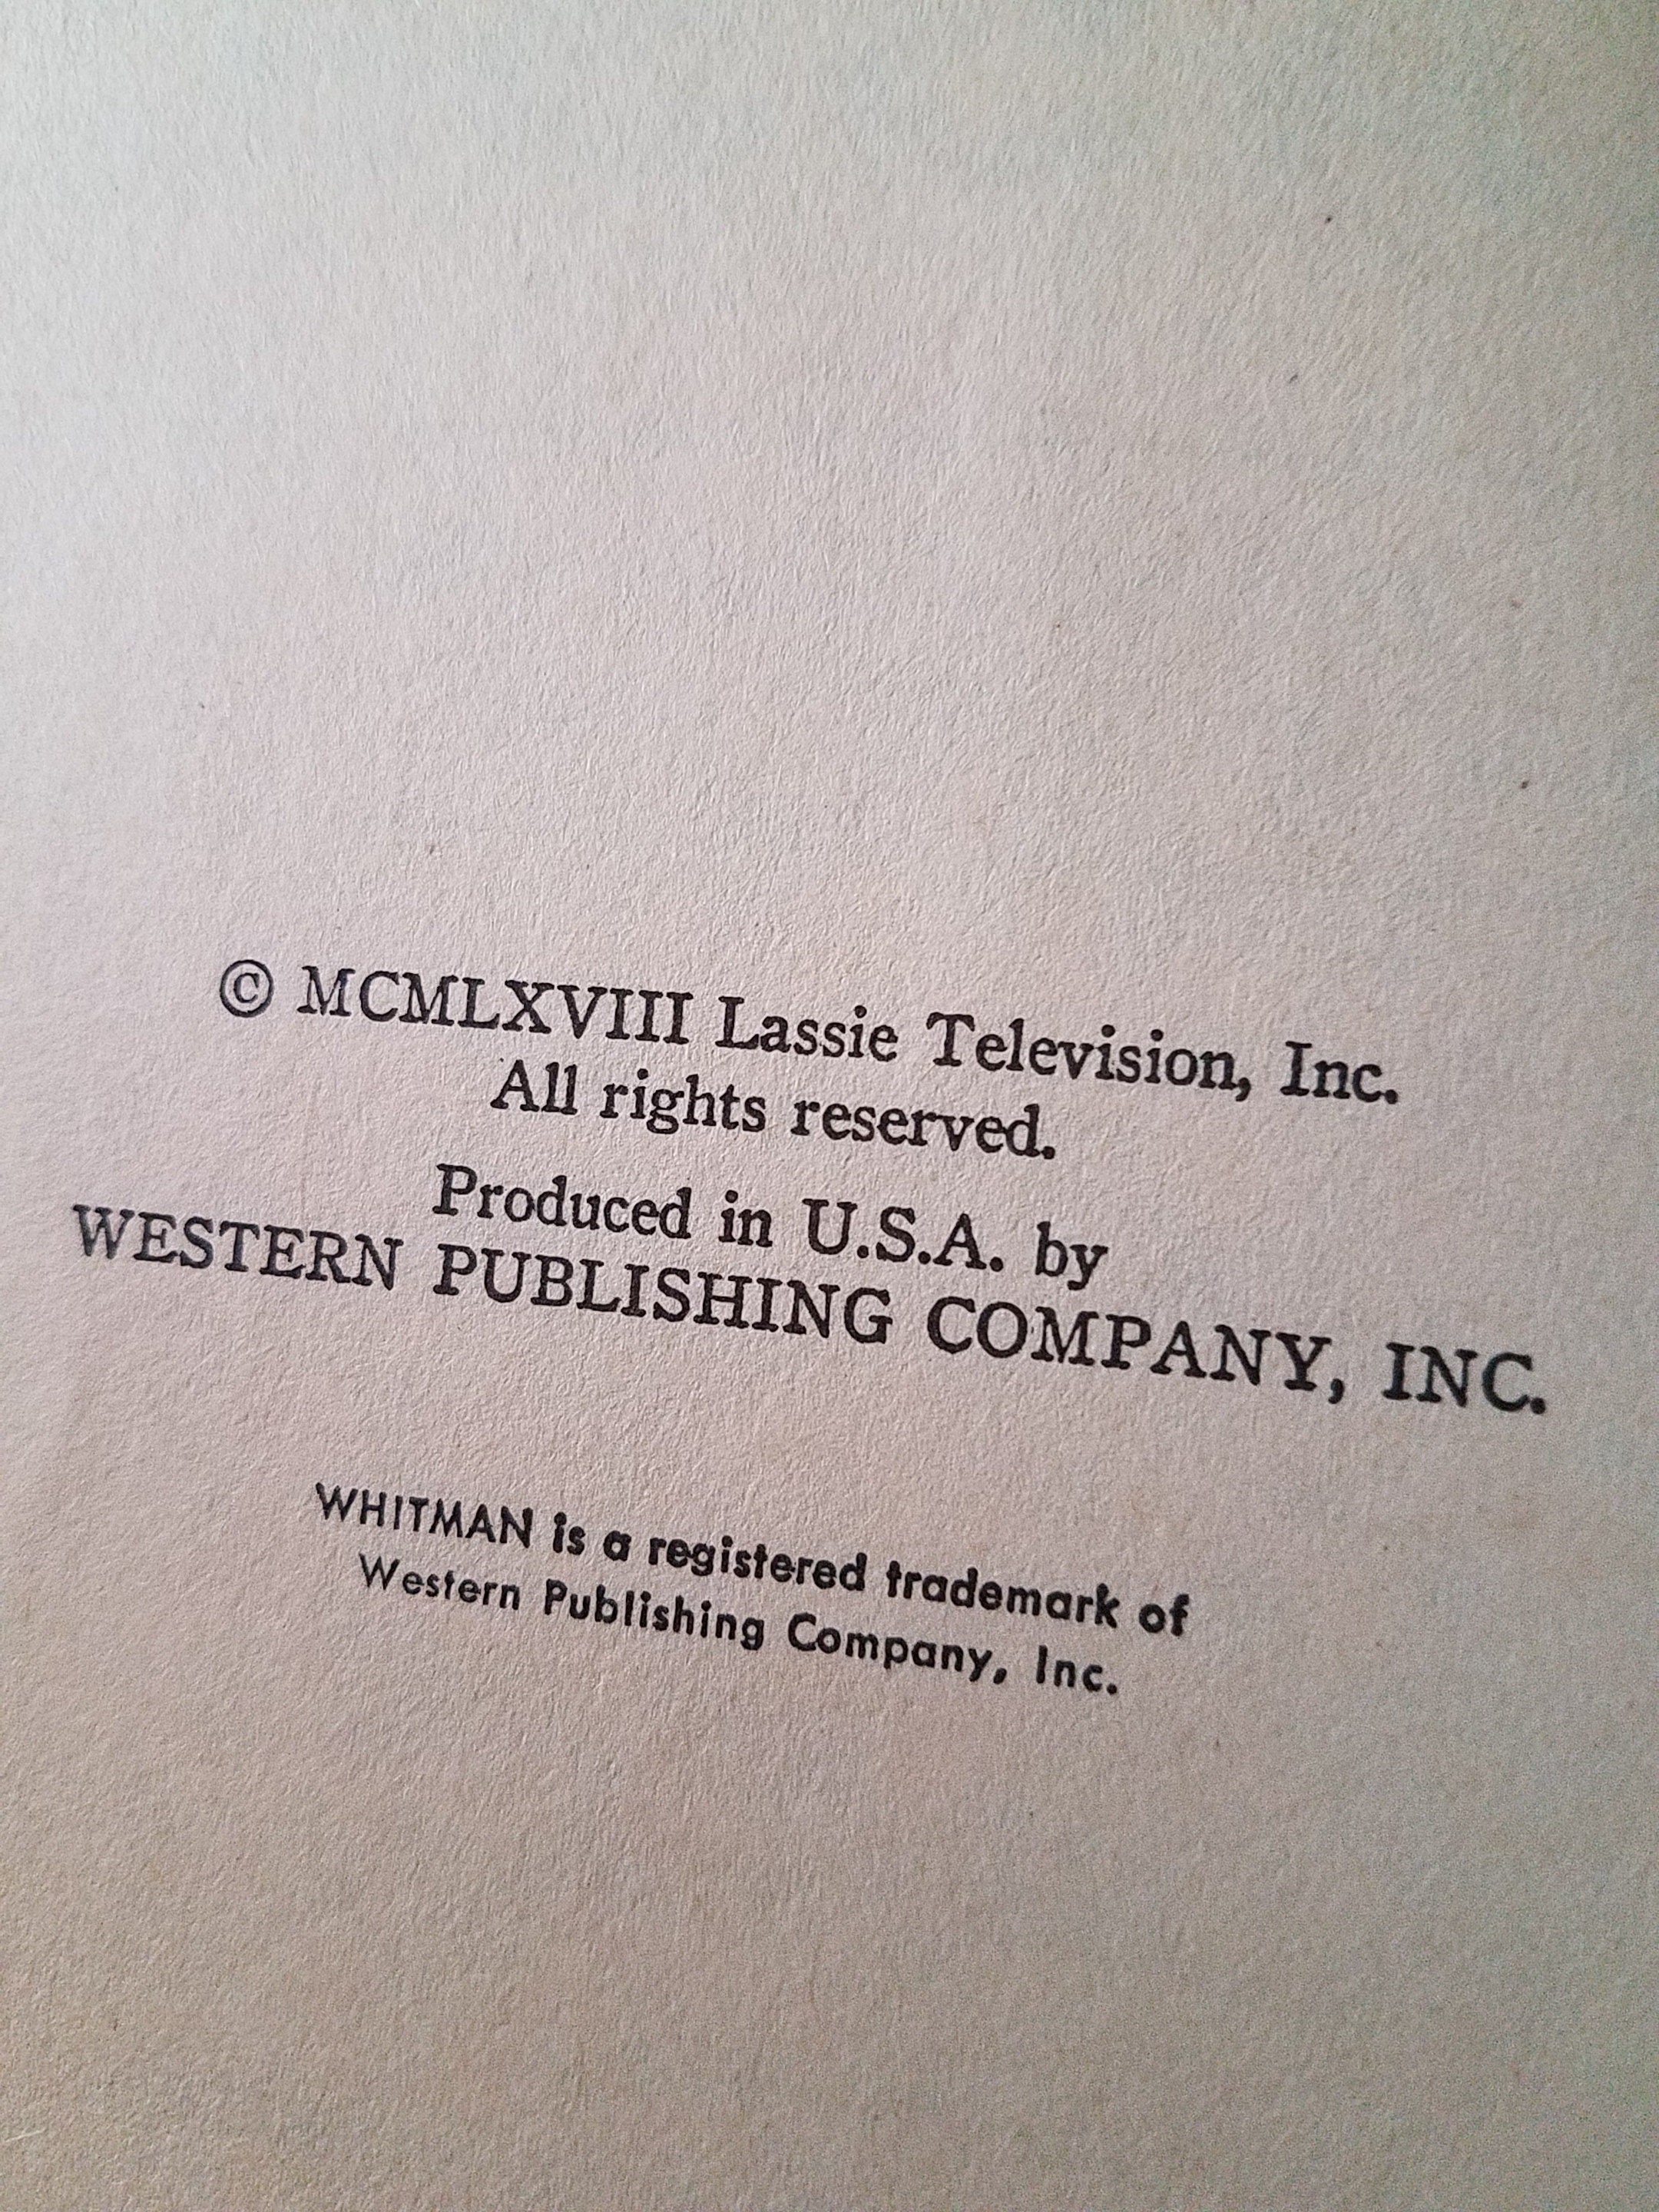 © MCMLXVIII Lassie Television, Inc.
All rights reserved.
Produced in U.S.A. by
WESTERN PUBLISHING COMPANY, INC.
WHITMAN is a registered trademark of
Western Publishing Company, Inc.